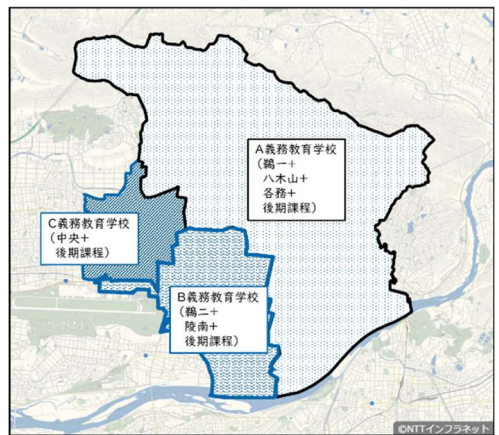 A義務教育学校
(鵜一+
八木山+
各務+
後期課程)
C義務教育学校
(中央+
後期課程)
B義務教育学校
(鵜二+
陵南+
後期課程)
©NTTインフラネット